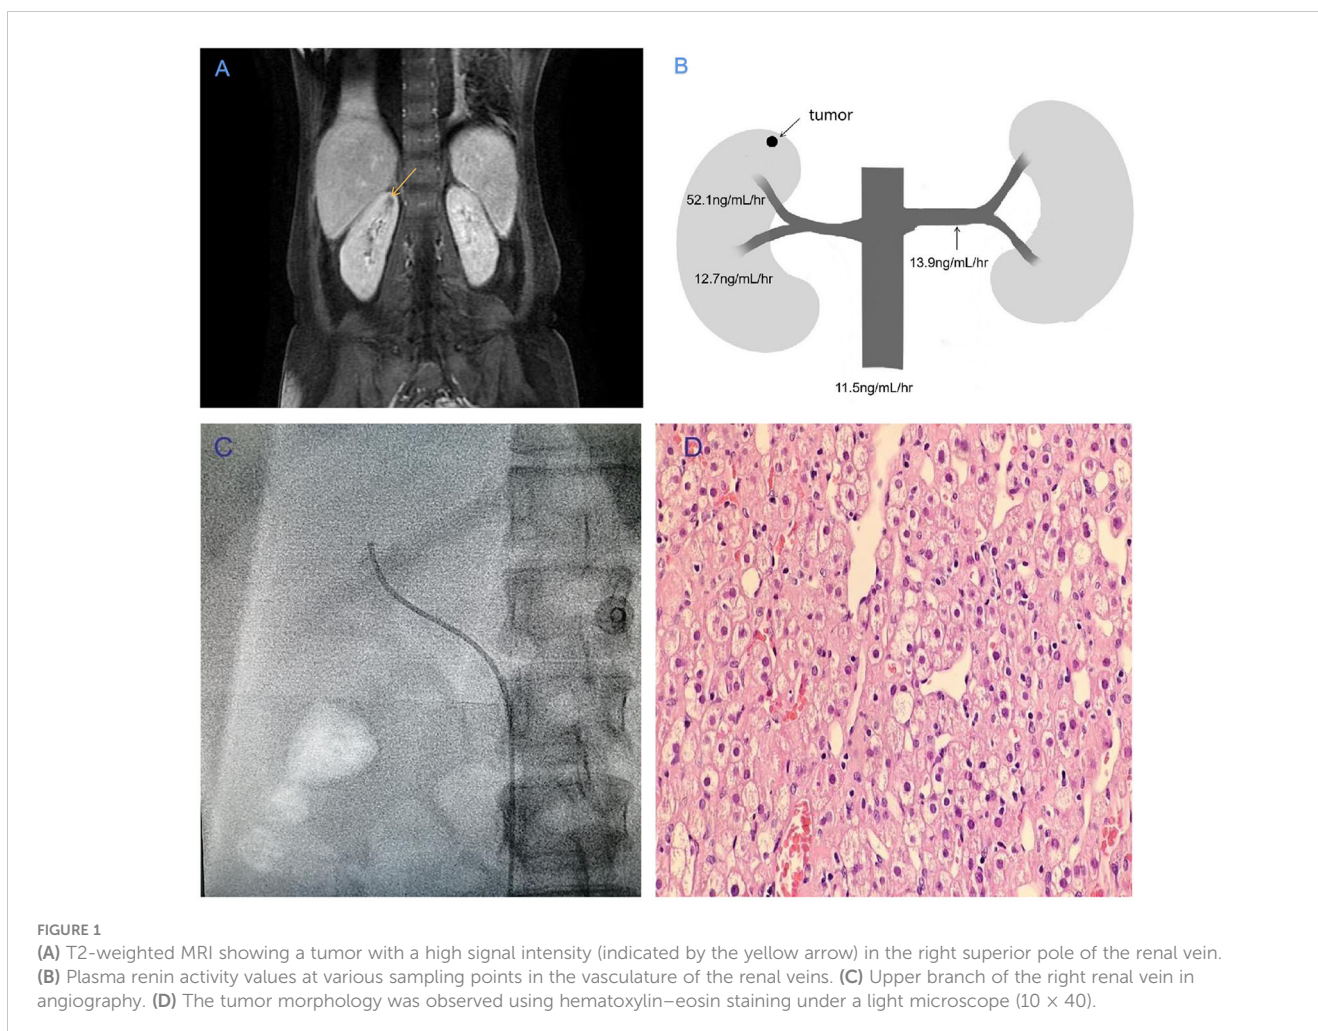 A
B
tumor
52.1ng/mL/hr
12.7ng/mL/hr
13.9ng/mL/hr
11.5ng/mL/hr
C
D
FIGURE 1
(A) T2-weighted MRI showing a tumor with a high signal intensity (indicated by the yellow arrow) in the right superior pole of the renal vein.
(B) Plasma renin activity values at various sampling points in the vasculature of the renal veins. (C) Upper branch of the right renal vein in
angiography. (D) The tumor morphology was observed using hematoxylin–eosin staining under a light microscope (10 × 40).